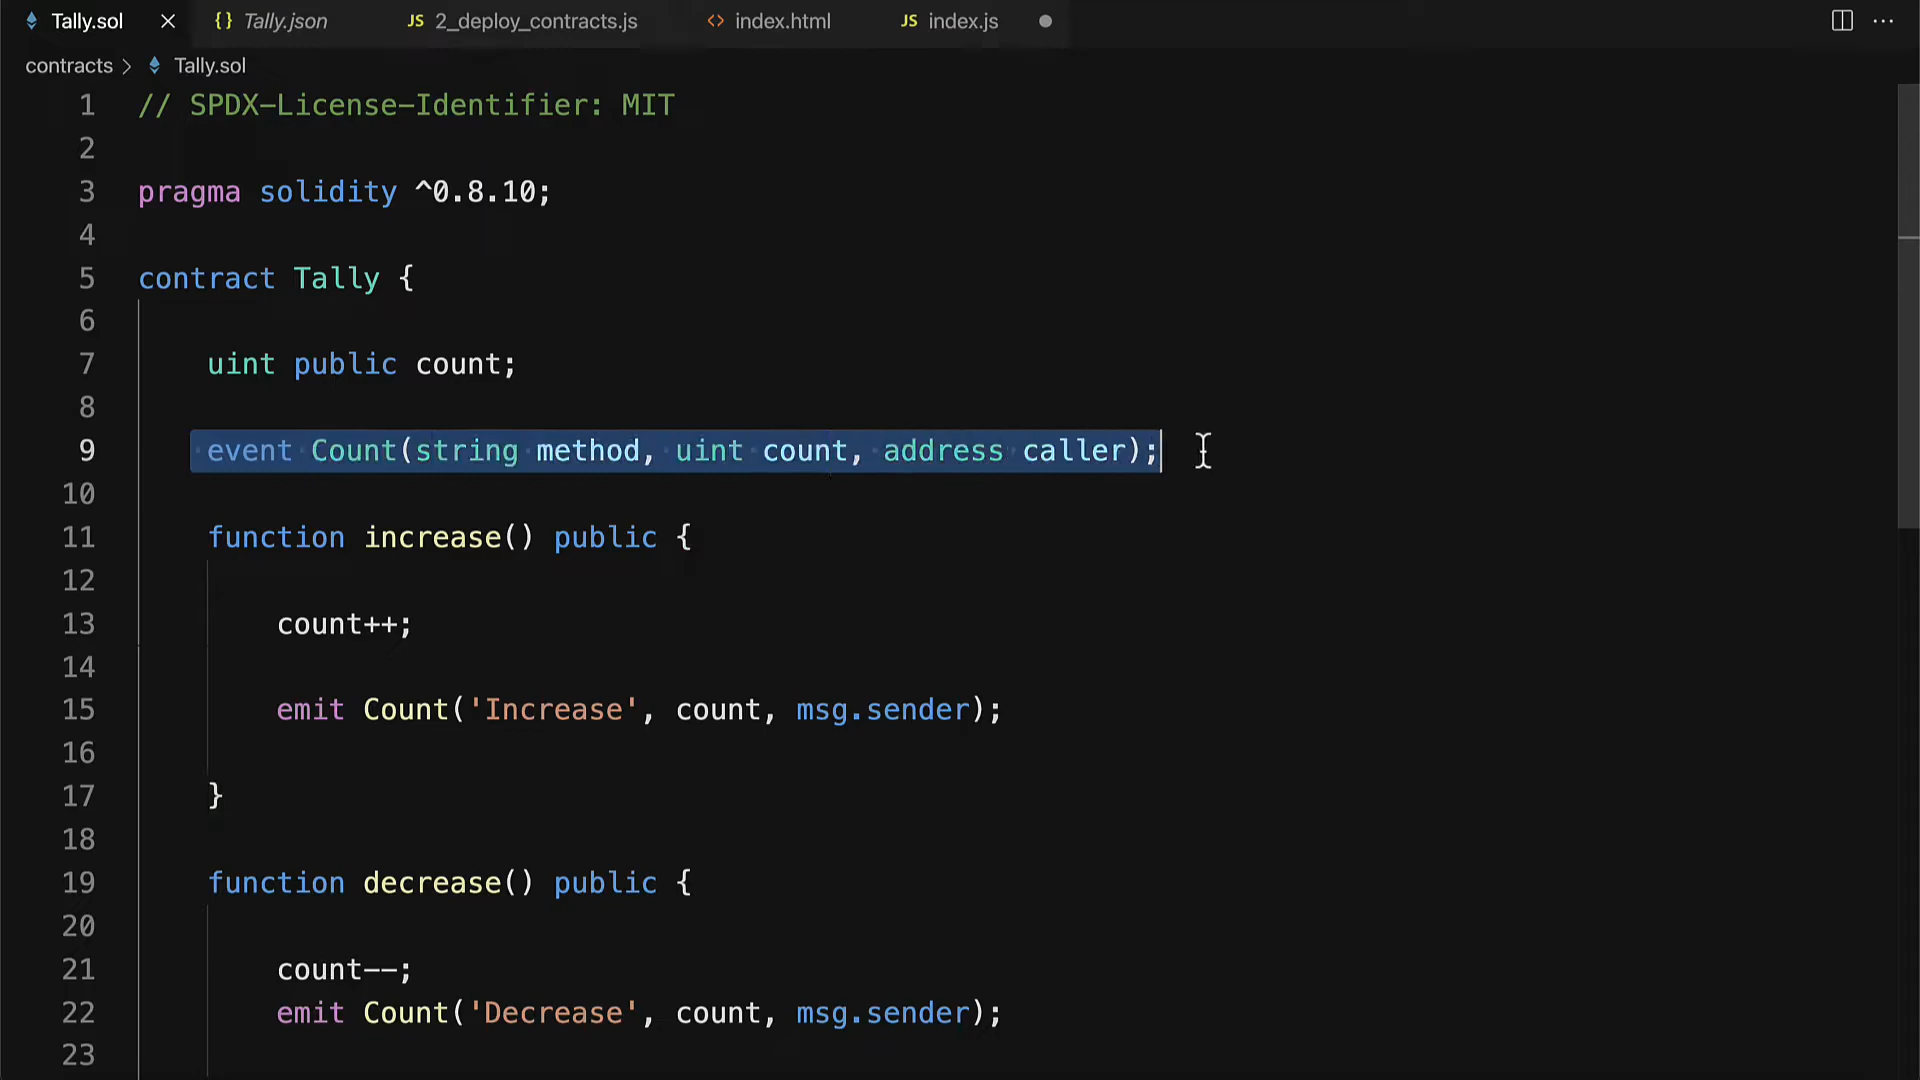 Tally.sol {} Tally.json JS 2_deploy_contracts.js <> index.html JS index.js
contracts > Tally.sol
1 // SPDX-License-Identifier: MIT
2
3 pragma solidity ^0.8.10;
4
5 contract Tally {
6
7 uint public count;
8
9 event Count(string method, uint count, address caller);
10
11 function increase() public {
12
13 count++;
14
15 emit Count('Increase', count, msg.sender);
16
17 }
18
19 function decrease() public {
20
21 count--;
22 emit Count('Decrease', count, msg.sender);
23